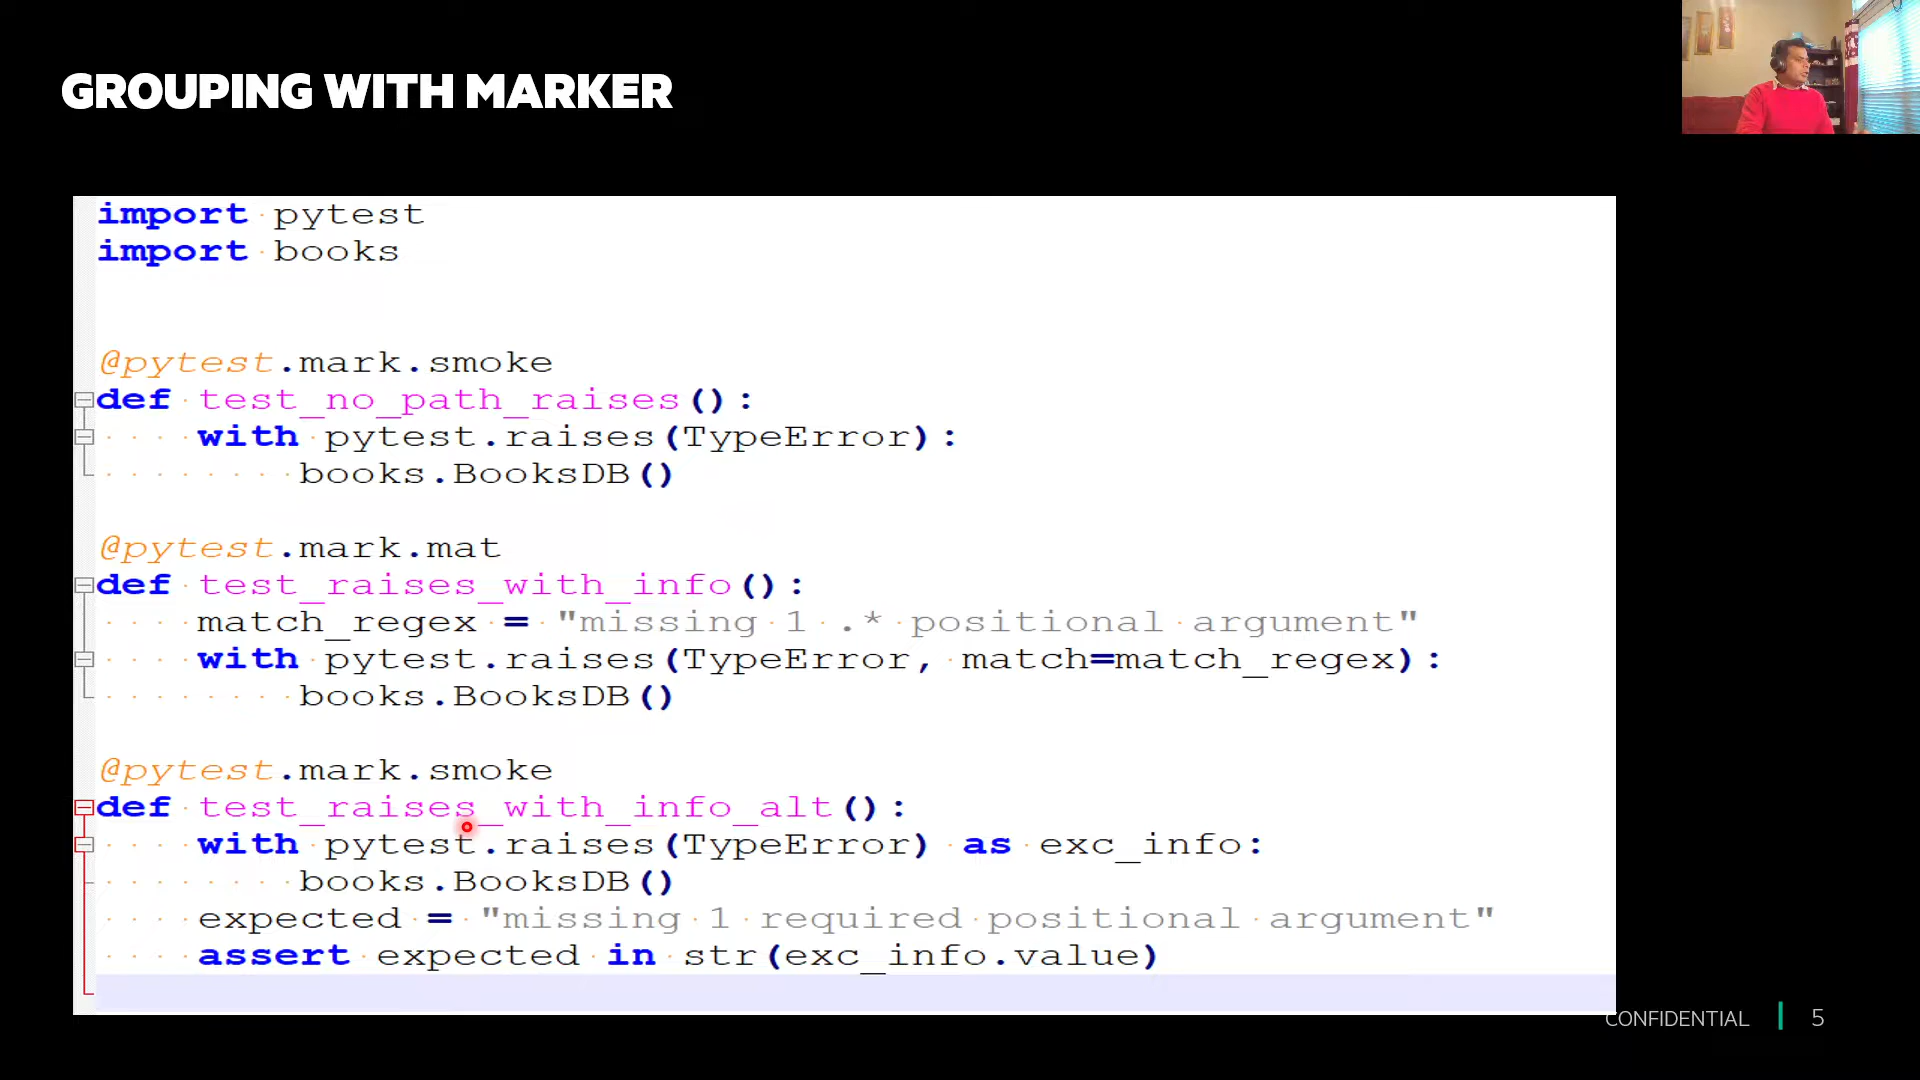 GROUPING WITH MARKER
import pytest
import books
@pytest.mark.smoke
def test_no_path_raises():
    with pytest.raises(TypeError):
        books.BooksDB()
@pytest.mark.mat
def test_raises_with_info():
    match_regex = "missing 1 .* positional argument"
    with pytest.raises(TypeError, match=match_regex):
        books.BooksDB()
@pytest.mark.smoke
def test_raises_with_info_alt():
    with pytest.raises(TypeError) as exc_info:
        books.BooksDB()
    expected = "missing 1 required positional argument"
    assert expected in str(exc_info.value)
CONFIDENTIAL 5